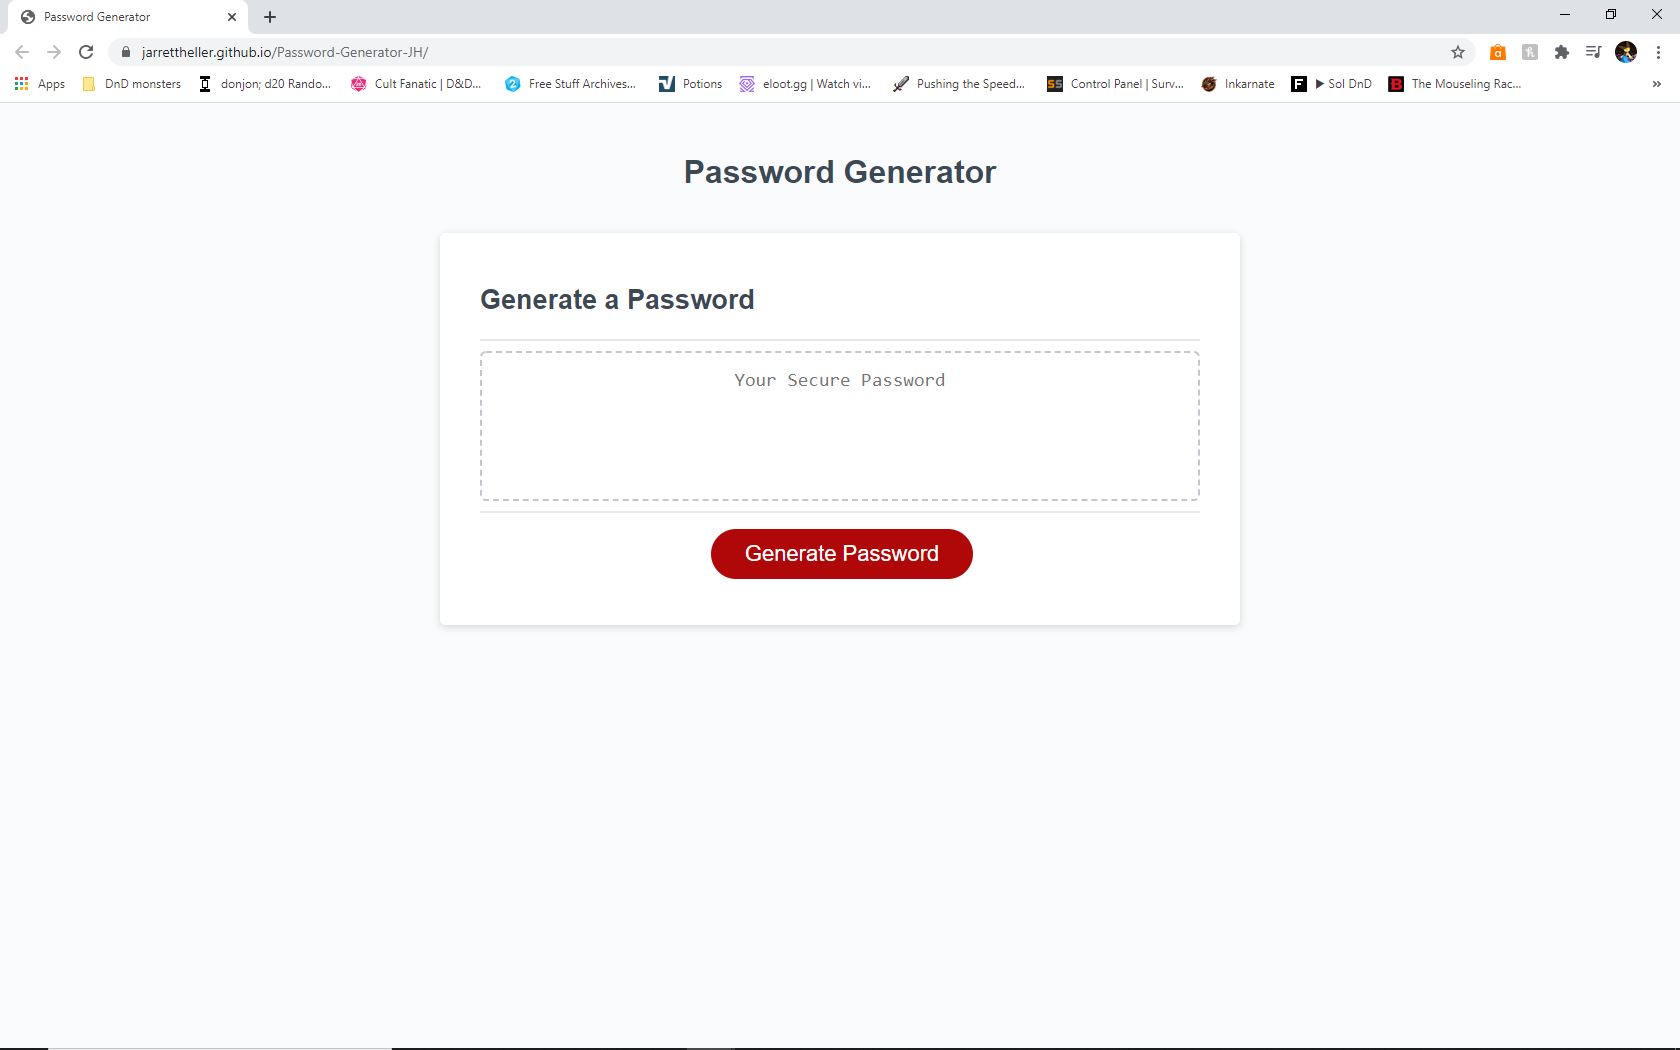 Password Generator
jarrettheller.github.io/Password-Generator-JH/
Apps DnD monsters donjon; d20 Rando... Cult Fanatic | D&D... Free Stuff Archives... Potions eloot.gg | Watch vi... Pushing the Speed... Control Panel | Surv... Inkarnate Sol DnD The Mouseling Rac...
Password Generator
Generate a Password
Your Secure Password
Generate Password